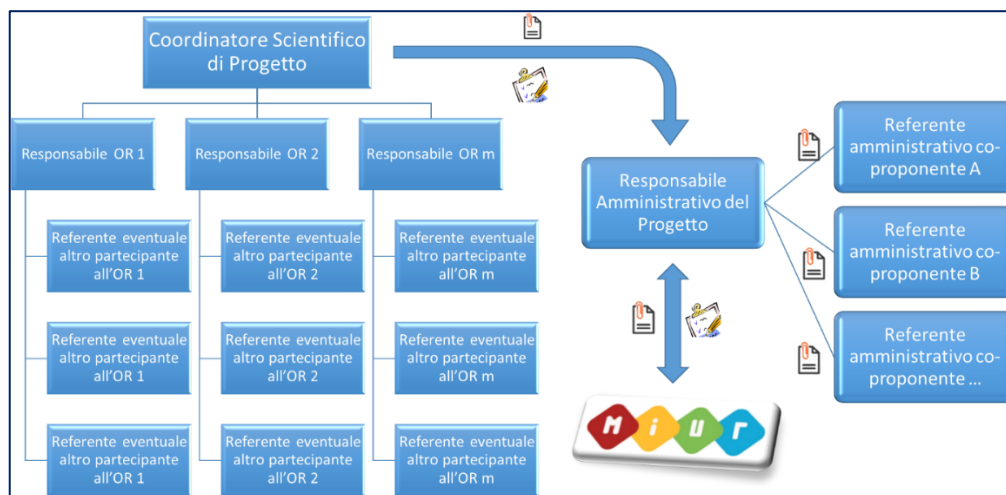 Coordinatore Scientifico
di Progetto
Responsabile OR 1
Responsabile OR 2
Responsabile OR m
Referente eventuale
altro partecipante
all'OR 1
Referente eventuale
altro partecipante
all'OR 2
Referente eventuale
altro partecipante
all'OR m
Referente eventuale
altro partecipante
all'OR 1
Referente eventuale
altro partecipante
all'OR 2
Referente eventuale
altro partecipante
all'OR m
Referente eventuale
altro partecipante
all'OR 1
Referente eventuale
altro partecipante
all'OR 2
Referente eventuale
altro partecipante
all'OR m
Responsabile
Amministrativo del
Progetto
Referente
amministrativo co-
proponente A
Referente
amministrativo co-
proponente B
Referente
amministrativo co-
proponente ...
Miur